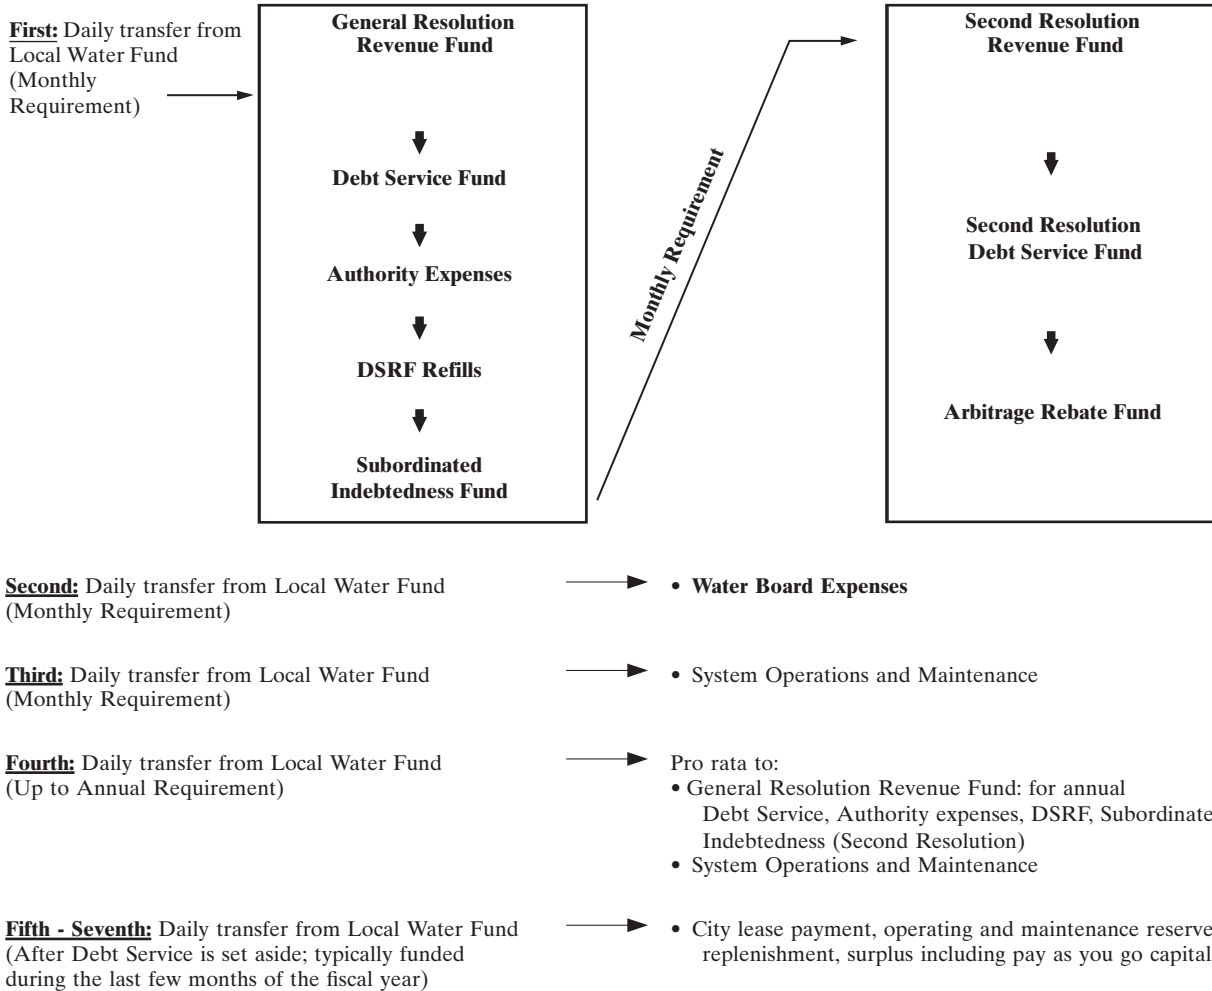 First: Daily transfer from
Local Water Fund
(Monthly
Requirement)
General Resolution
Revenue Fund
Debt Service Fund
Authority Expenses
DSRF Refills
Subordinated
Indebtedness Fund
Monthly Requirement
Second Resolution
Revenue Fund
Second Resolution
Debt Service Fund
Arbitrage Rebate Fund
Second: Daily transfer from Local Water Fund
(Monthly Requirement)
• Water Board Expenses
Third: Daily transfer from Local Water Fund
(Monthly Requirement)
• System Operations and Maintenance
Fourth: Daily transfer from Local Water Fund
(Up to Annual Requirement)
Pro rata to:
• General Resolution Revenue Fund: for annual
Debt Service, Authority expenses, DSRF, Subordinate
Indebtedness (Second Resolution)
• System Operations and Maintenance
Fifth - Seventh: Daily transfer from Local Water Fund
(After Debt Service is set aside; typically funded
during the last few months of the fiscal year)
• City lease payment, operating and maintenance reserve
replenishment, surplus including pay as you go capital